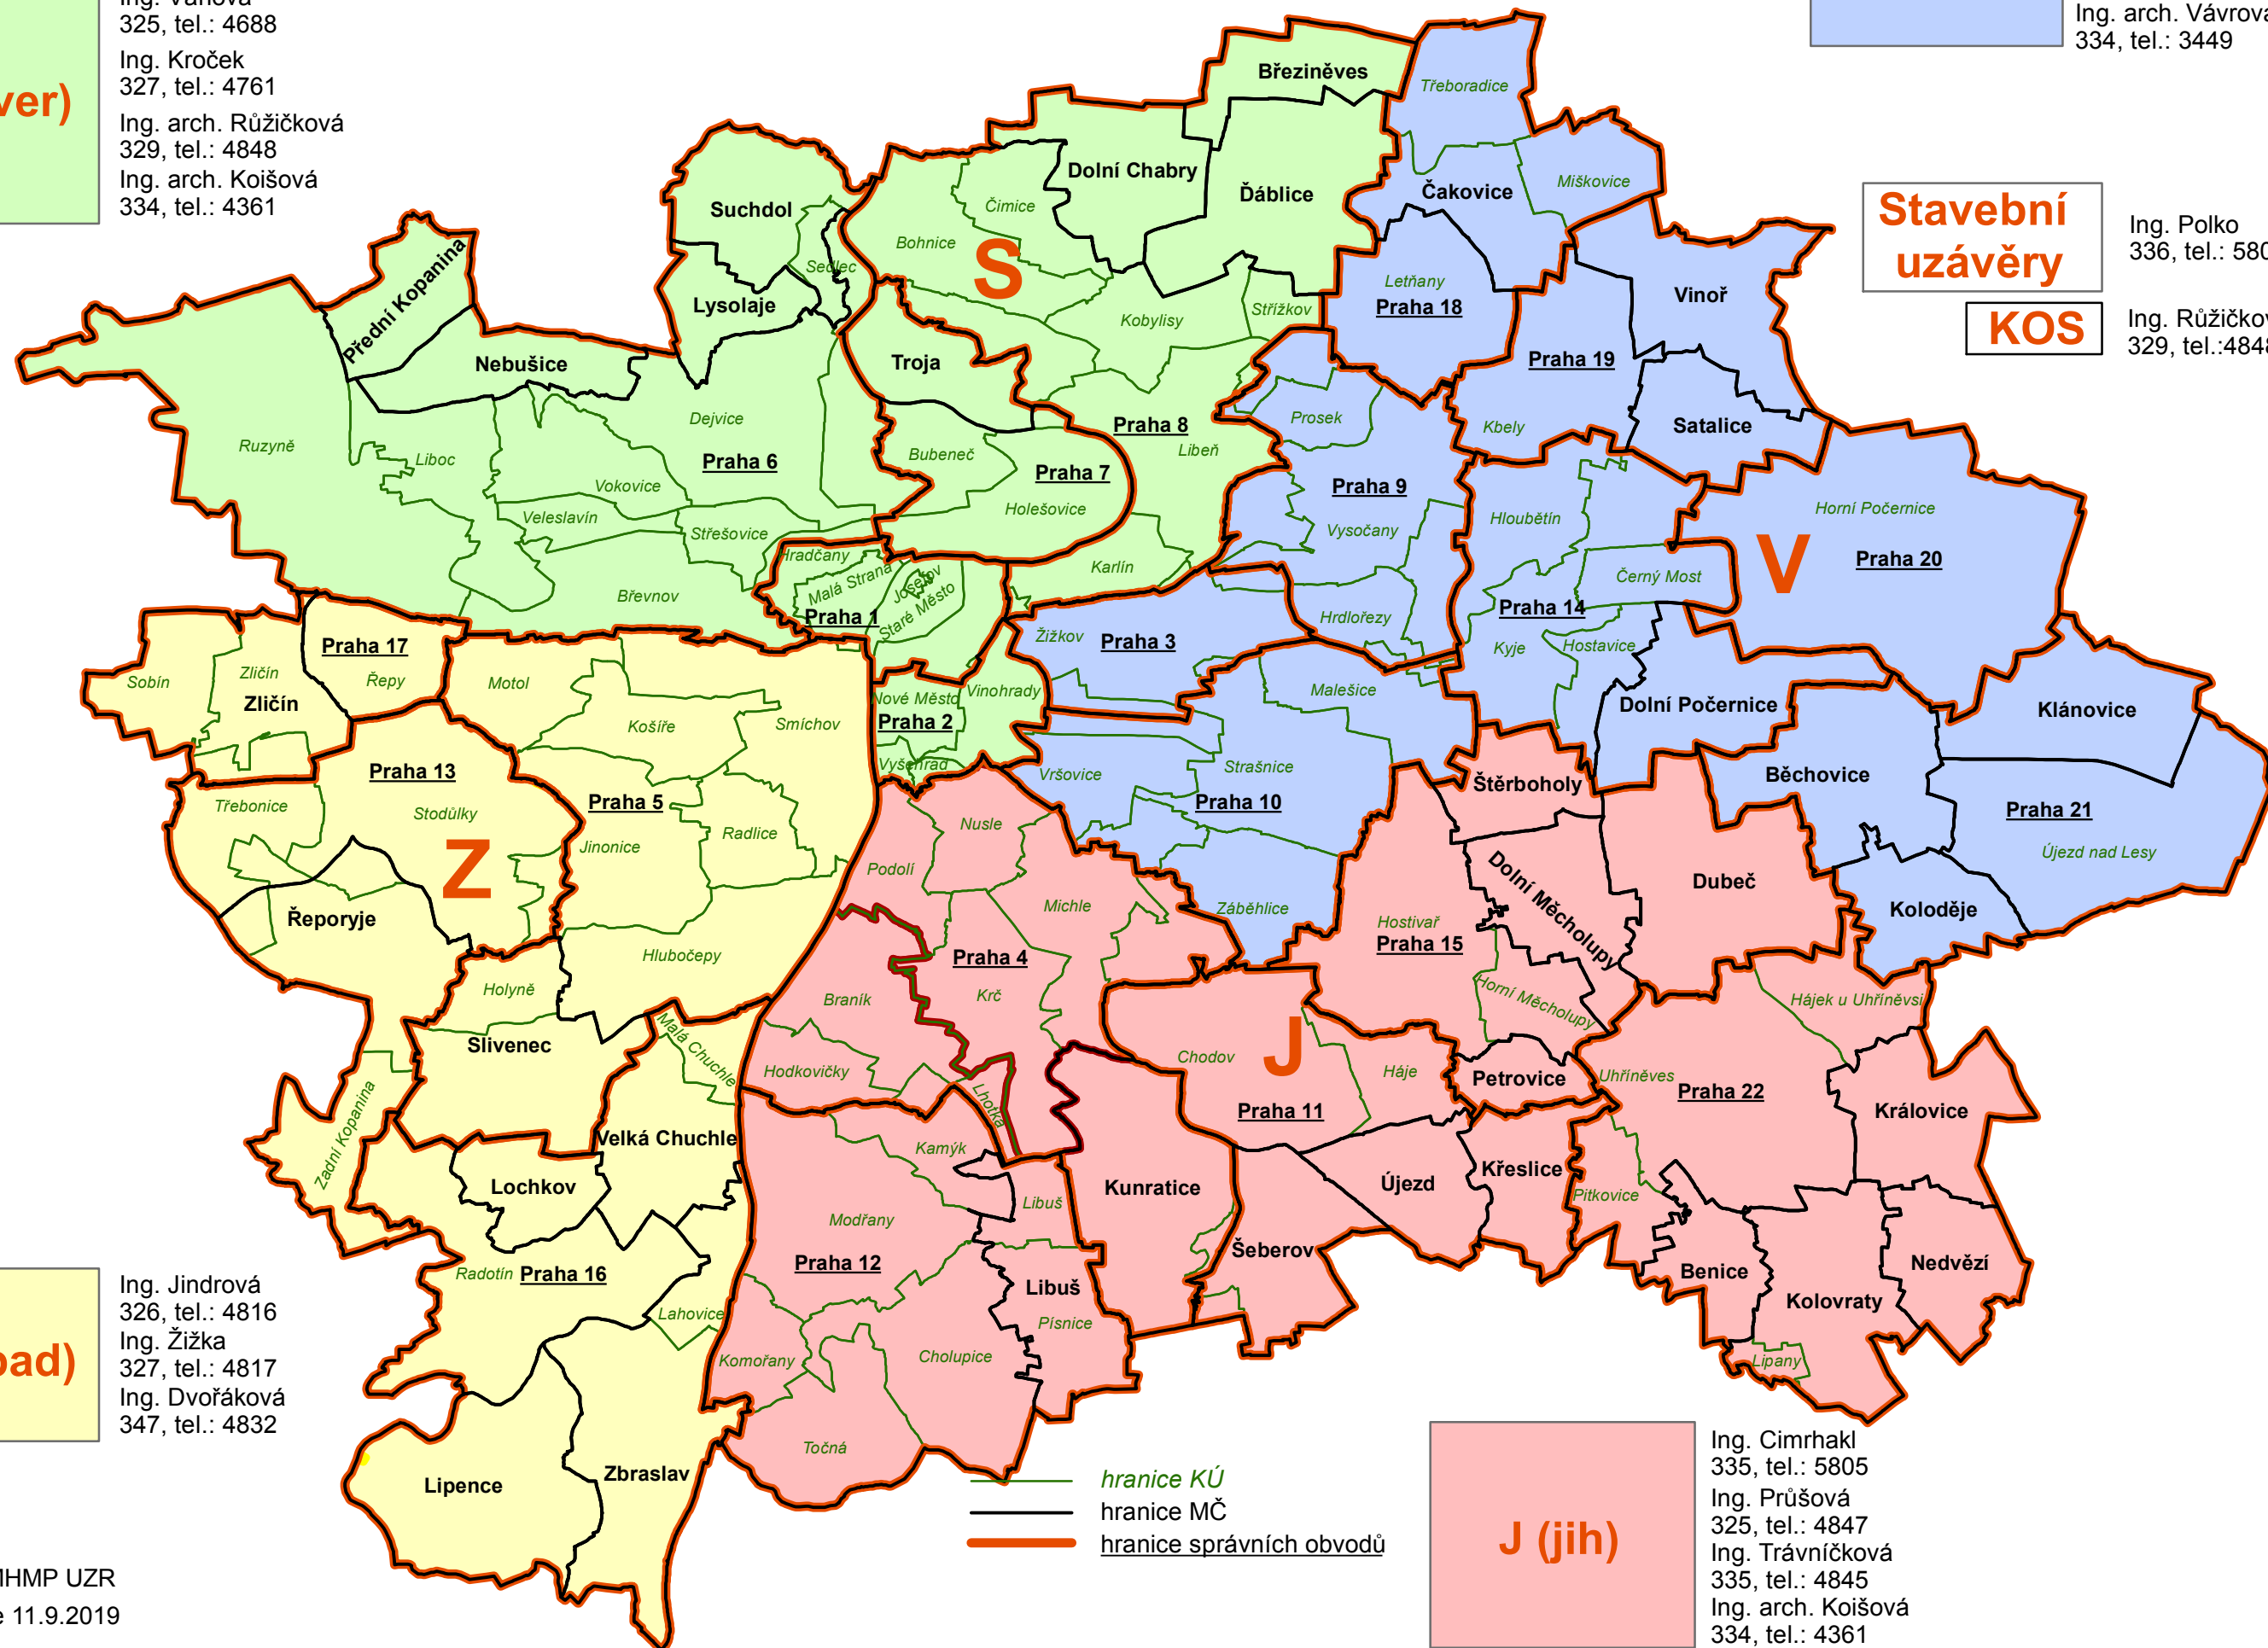 325, tel.: 4688
Ing. Kroček
327, tel.: 4761
Ing. arch. Růžičková
329, tel.: 4848
Ing. arch. Koišová
334, tel.: 4361
ver)
Ing. arch. Vávrova
334, tel.: 3449
Stavební
uzávěry
Ing. Polko
336, tel.: 580
KOS
Ing. Růžičkov
329, tel.:4848
Březiněves
Třeboradice
Dolní Chabry
Ďáblice
Čakovice
Miškovice
Suchdol
Čimice
Bohnice
S
Sedlec
Přední Kopanina
Lysolaje
Letňany
Praha 18
Vinoř
Kobylisy
Střížkov
Nebušice
Troja
Praha 19
Dejvice
Praha 8
Prosek
Kbely
Satalice
Ruzyně
Liboc
Praha 6
Bubeneč
Praha 7
Libeň
Vokovice
Praha 9
Holešovice
Veleslavín
Střešovice
Vysočany
Hloubětín
Horní Počernice
V
Praha 20
Hradčany
Malá Strana
Josefov
Staré Město
Praha 1
Karlín
Černý Most
Břevnov
Praha 14
Hrdlořezy
Praha 17
Žižkov
Praha 3
Kyje
Hostavice
Sobín
Zličín
Řepy
Zličín
Motol
Nové Město
Vinohrady
Malešice
Dolní Počernice
Klánovice
Košíře
Smíchov
Praha 2
Vyšehrad
Praha 13
Vršovice
Strašnice
Štěrboholy
Běchovice
Třebonice
Stodůlky
Praha 5
Praha 10
Praha 21
Z
Jinonice
Radlice
Nusle
Újezd nad Lesy
Podolí
Dolní Měcholupy
Dubeč
Řeporyje
Michle
Záběhlice
Hostivař
Praha 15
Koloděje
Hlubočepy
Praha 4
Holyně
Braník
Krč
Horní Měcholupy
Hájek u Uhříněvsi
Slivenec
Malá Chuchle
J
Chodov
Hodkovičky
Háje
Petrovice
Uhříněves
Praha 22
Zadní Kopanina
Lhotka
Praha 11
Královice
Velká Chuchle
Kamýk
Lochkov
Kunratice
Újezd
Křeslice
Pitkovice
Libuš
Modřany
Šeberov
Praha 12
Radotín
Praha 16
Benice
Nedvězí
Libuš
Kolovraty
Lahovice
Písnice
Komořany
Cholupice
Lipany
Točná
Lipence
Zbraslav
Ing. Jindrová
326, tel.: 4816
Ing. Žižka
327, tel.: 4817
Ing. Dvořáková
347, tel.: 4832
pad)
hranice KÚ
hranice MČ
hranice správních obvodů
J (jih)
Ing. Cimrhakl
335, tel.: 5805
Ing. Průšová
325, tel.: 4847
Ing. Trávníčková
335, tel.: 4845
Ing. arch. Koišová
334, tel.: 4361
MHMP UZR
e 11.9.2019